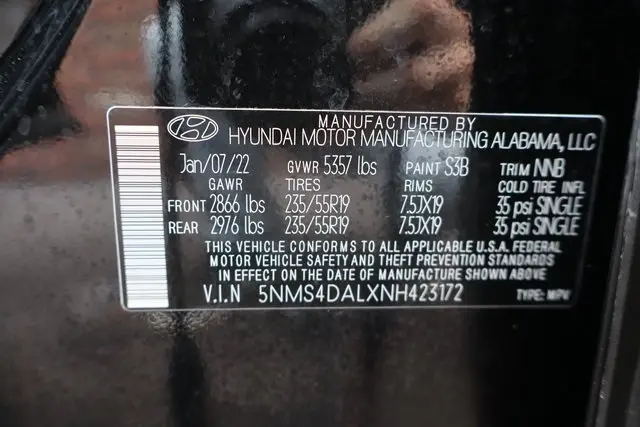 MANUFACTURED BY
HYUNDAI MOTOR MANUFACTURING ALABAMA, LLC
Jan/07/22 GVWR 5357 lbs PAINT S3B TRIM NNB
GAWR TIRES RIMS COLD TIRE INFL
FRONT 2866 lbs 235/55R19 7.5JX19 35 psi SINGLE
REAR 2976 lbs 235/55R19 7.5JX19 35 psi SINGLE
THIS VEHICLE CONFORMS TO ALL APPLICABLE U.S.A. FEDERAL
MOTOR VEHICLE SAFETY AND THEFT PREVENTION STANDARDS
IN EFFECT ON THE DATE OF MANUFACTURE SHOWN ABOVE
V.I.N 5NMS4DALXNH423172 TYPE: MPV